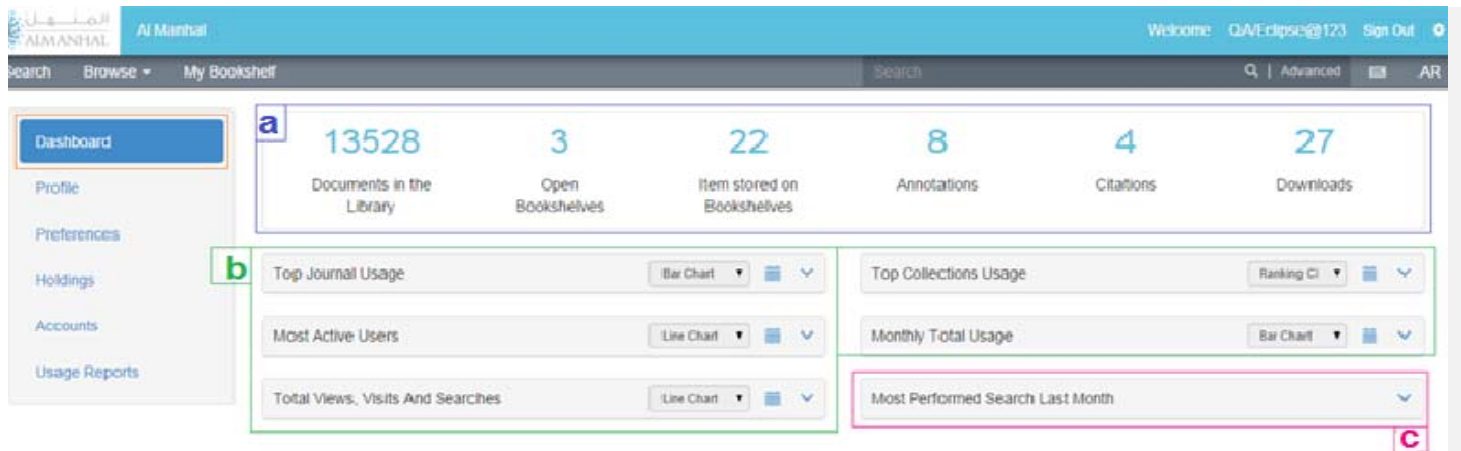 المنهل
ALMANHAL
Al Manhal
Welcome QA/Eclipse@123 Sign Out
Search Browse My Bookshelf
Search | Advanced AR
Dashboard
Profile
Preferences
Holdings
Accounts
Usage Reports
a
13528 3 22 8 4 27
Documents in the Open Item stored on Annotations Citations Downloads
Library Bookshelves Bookshelves
b
Top Journal Usage Bar Chart
Top Collections Usage Ranking C
Most Active Users Line Chart
Monthly Total Usage Bar Chart
Total Views, Visits And Searches Line Chart
Most Performed Search Last Month
c